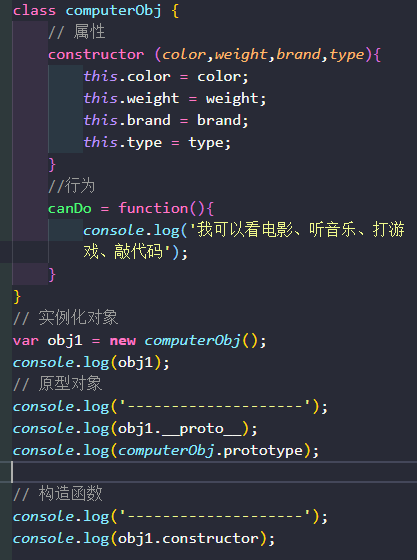 class computerObj {
// 属性
constructor (color,weight,brand,type){
this.color = color;
this.weight = weight;
this.brand = brand;
this.type = type;
}
//行为
canDo = function(){
console.log('我可以看电影、听音乐、打游
戏、敲代码');
}
}
// 实例化对象
var obj1 = new computerObj();
console.log(obj1);
// 原型对象
console.log('--------------------');
console.log(obj1.__proto__);
console.log(computerObj.prototype);
// 构造函数
console.log('--------------------');
console.log(obj1.constructor);